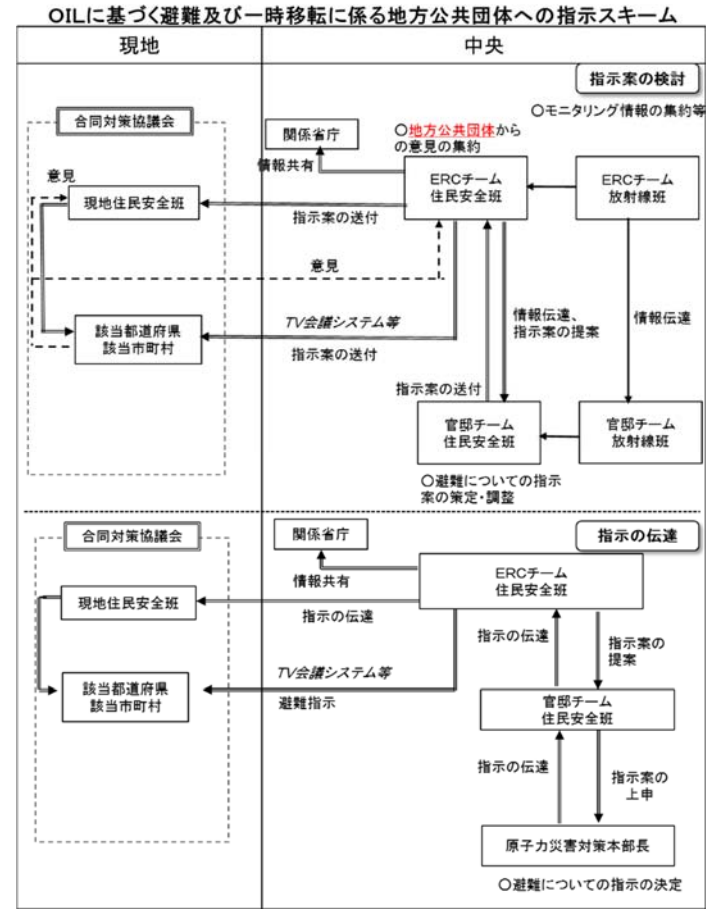 OILに基づく避難及び一時移転に係る地方公共団体への指示スキーム
現地
中央
指示案の検討
○モニタリング情報の集約等
合同対策協議会
関係省庁
○地方公共団体から
の意見の集約
情報共有
意見
現地住民安全班
ERCチーム
住民安全班
ERCチーム
放射線班
指示案の送付
意見
該当都道府県
該当市町村
TV会議システム等
指示案の送付
情報伝達、
指示案の提案
情報伝達
指示案の送付
官邸チーム
住民安全班
官邸チーム
放射線班
○避難についての指示
案の策定・調整
合同対策協議会
関係省庁
指示の伝達
情報共有
ERCチーム
住民安全班
現地住民安全班
指示の伝達
指示の伝達
指示案の
提案
TV会議システム等
避難指示
該当都道府県
該当市町村
官邸チーム
住民安全班
指示の伝達
指示案の
上申
原子力災害対策本部長
○避難についての指示の決定